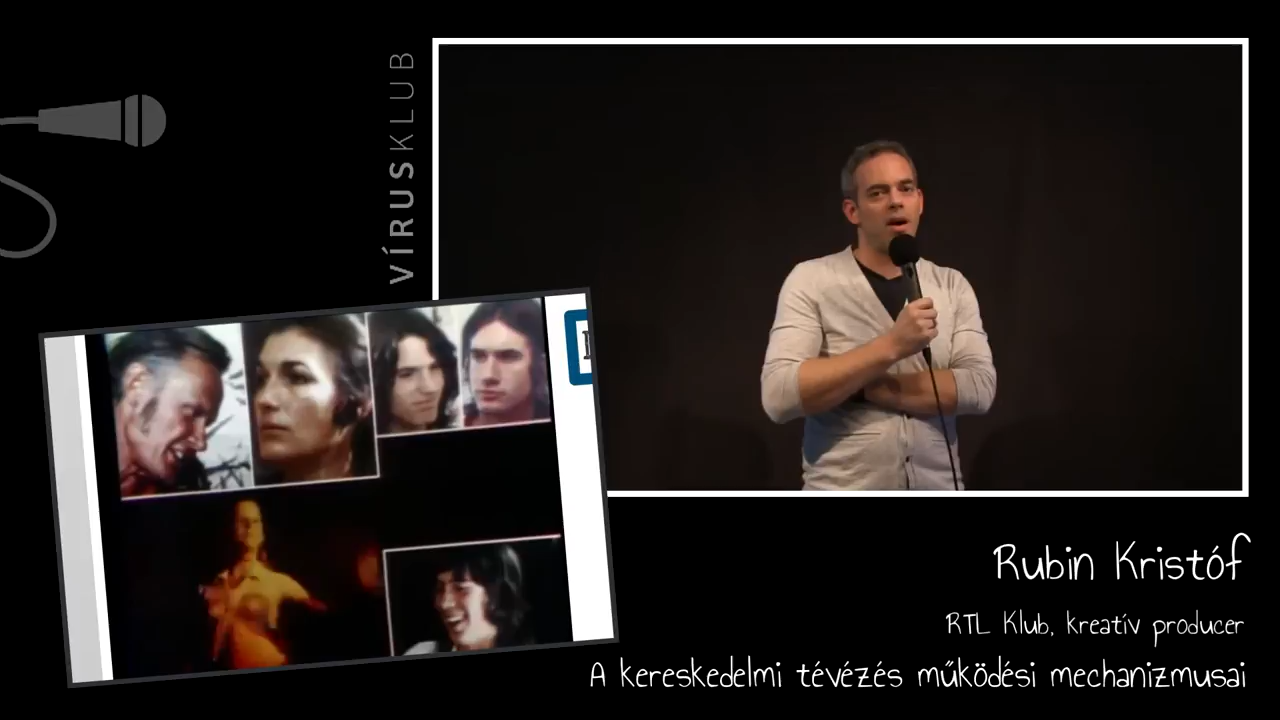 VÍRUSKLUB
Rubin Kristóf
RTL Klub, kreatív producer
A kereskedelmi tévézés működési mechanizmusai